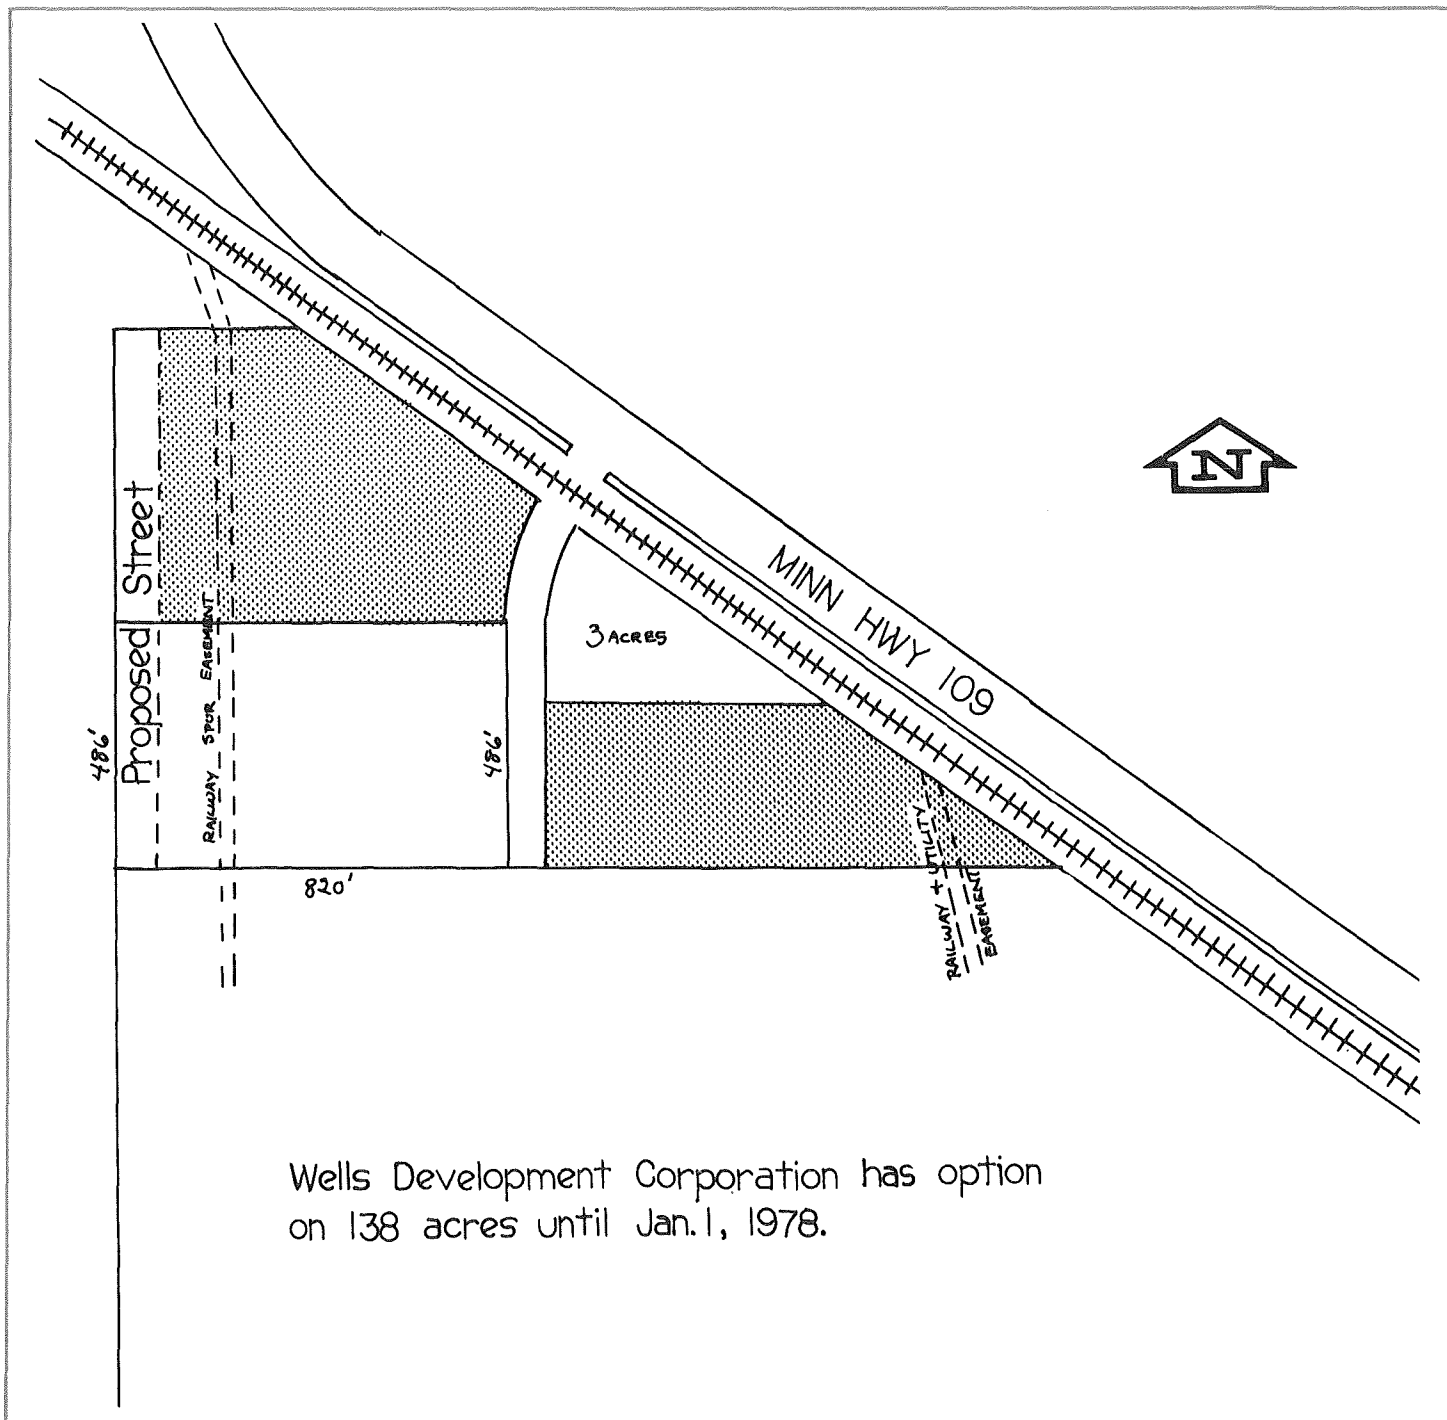 N
MINN HWY 109
Proposed Street
RAILWAY SPUR EASEMENT
3 ACRES
486'
486'
820'
RAILWAY + UTILITY
EASEMENT
Wells Development Corporation has option
on 138 acres until Jan. 1, 1978.